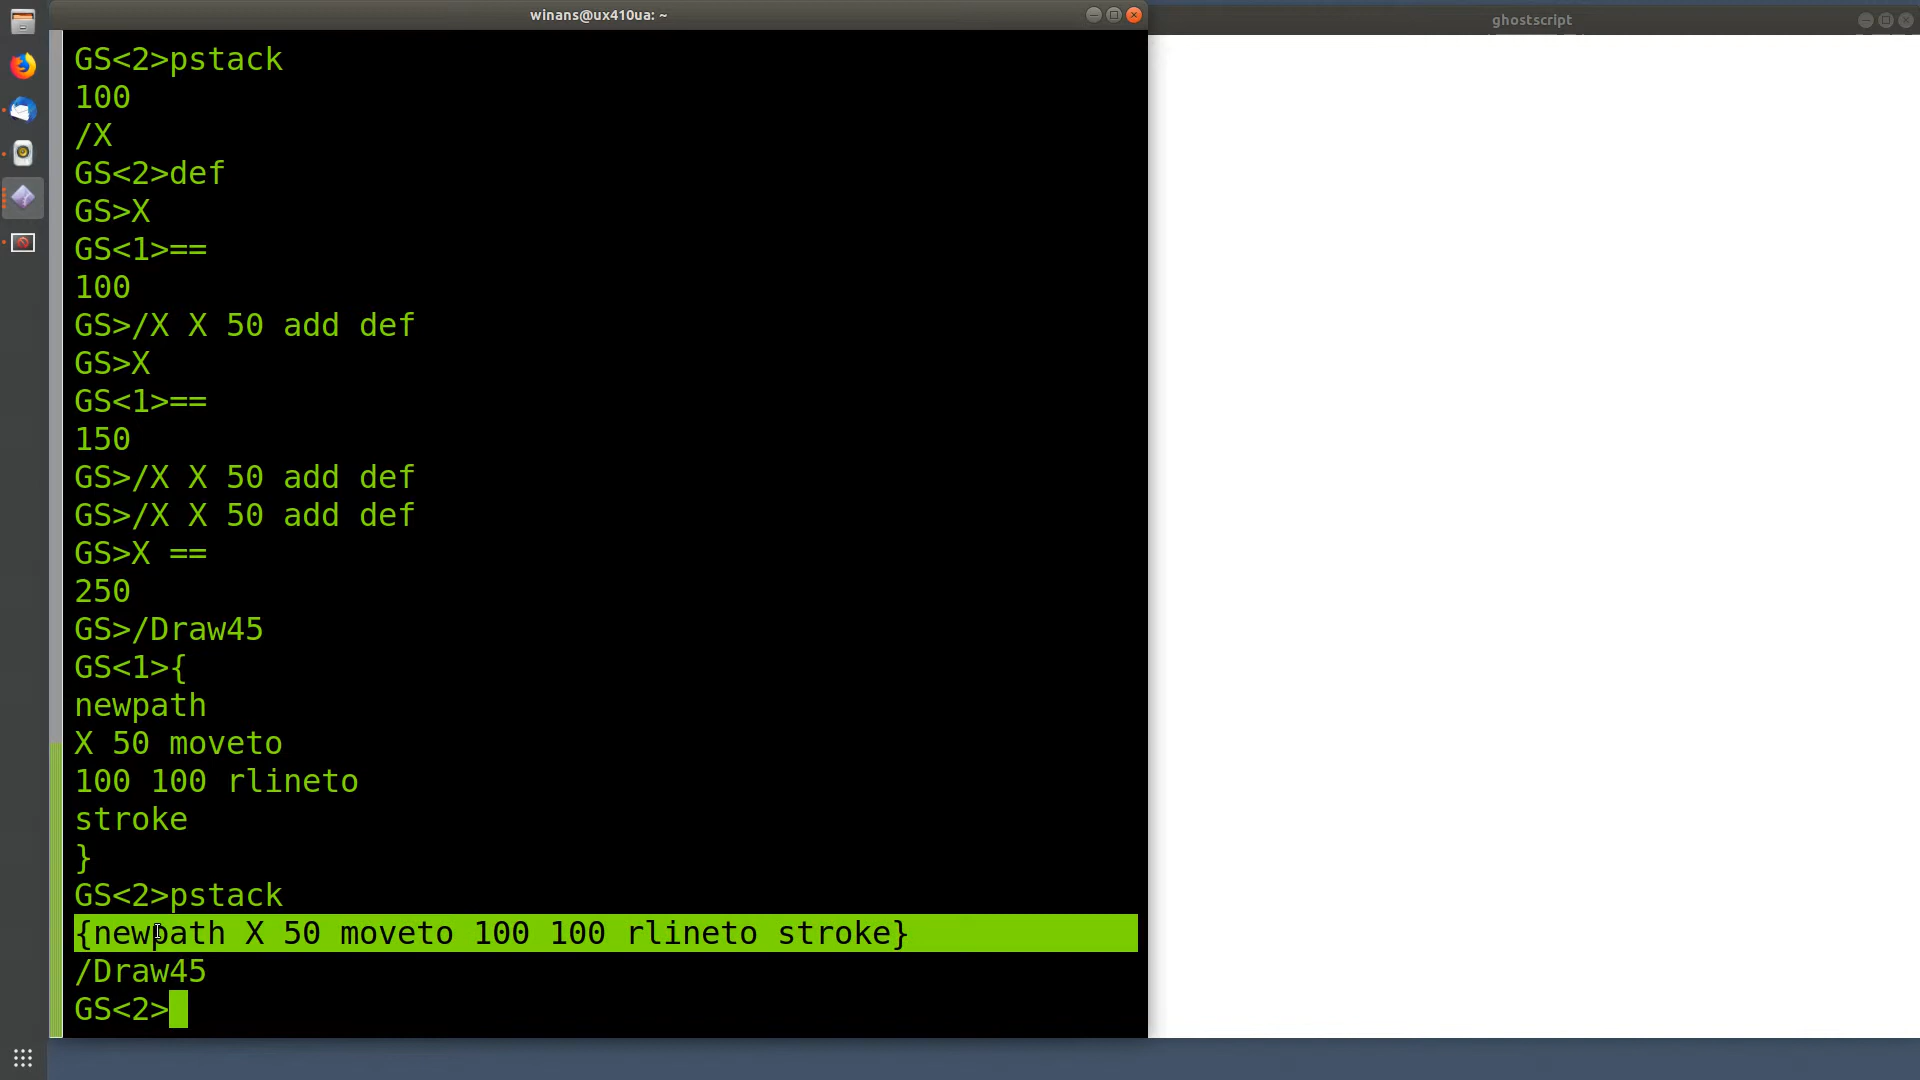 winans@ux410ua: ~
ghostscript
GS<2>pstack
100
/X
GS<2>def
GS>X
GS<1>==
100
GS>/X X 50 add def
GS>X
GS<1>==
150
GS>/X X 50 add def
GS>/X X 50 add def
GS>X ==
250
GS>/Draw45
GS<1>{
newpath
X 50 moveto
100 100 rlineto
stroke
}
GS<2>pstack
{newpath X 50 moveto 100 100 rlineto stroke}
/Draw45
GS<2>